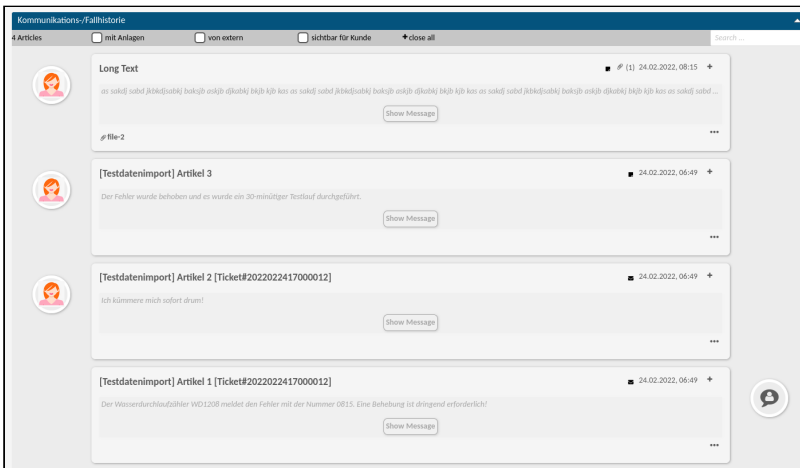 Kommunikations-/Fallhistorie
4 Articles mit Anlagen von extern sichtbar für Kunde +close all Search ...
Long Text (1) 24.02.2022, 08:15 +
as sakdj sabd jkbkdjsabkj baksjb askjb djkabkj bkjb kjb kas as sakdj sabd jkbkdjsabkj baksjb askjb djkabkj bkjb kjb kas as sakdj sabd jkbkdjsabkj baksjb askjb djkabkj bkjb kjb kas as sakdj sabd ...
Show Message
file-2
[Testdatenimport] Artikel 3 24.02.2022, 06:49 +
Der Fehler wurde behoben und es wurde ein 30-minütiger Testlauf durchgeführt.
Show Message
[Testdatenimport] Artikel 2 [Ticket#2022022417000012] 24.02.2022, 06:49 +
Ich kümmere mich sofort drum!
Show Message
[Testdatenimport] Artikel 1 [Ticket#2022022417000012] 24.02.2022, 06:49 +
Der Wasserdurchlaufzähler WD1208 meldet den Fehler mit der Nummer 0815. Eine Behebung ist dringend erforderlich!
Show Message